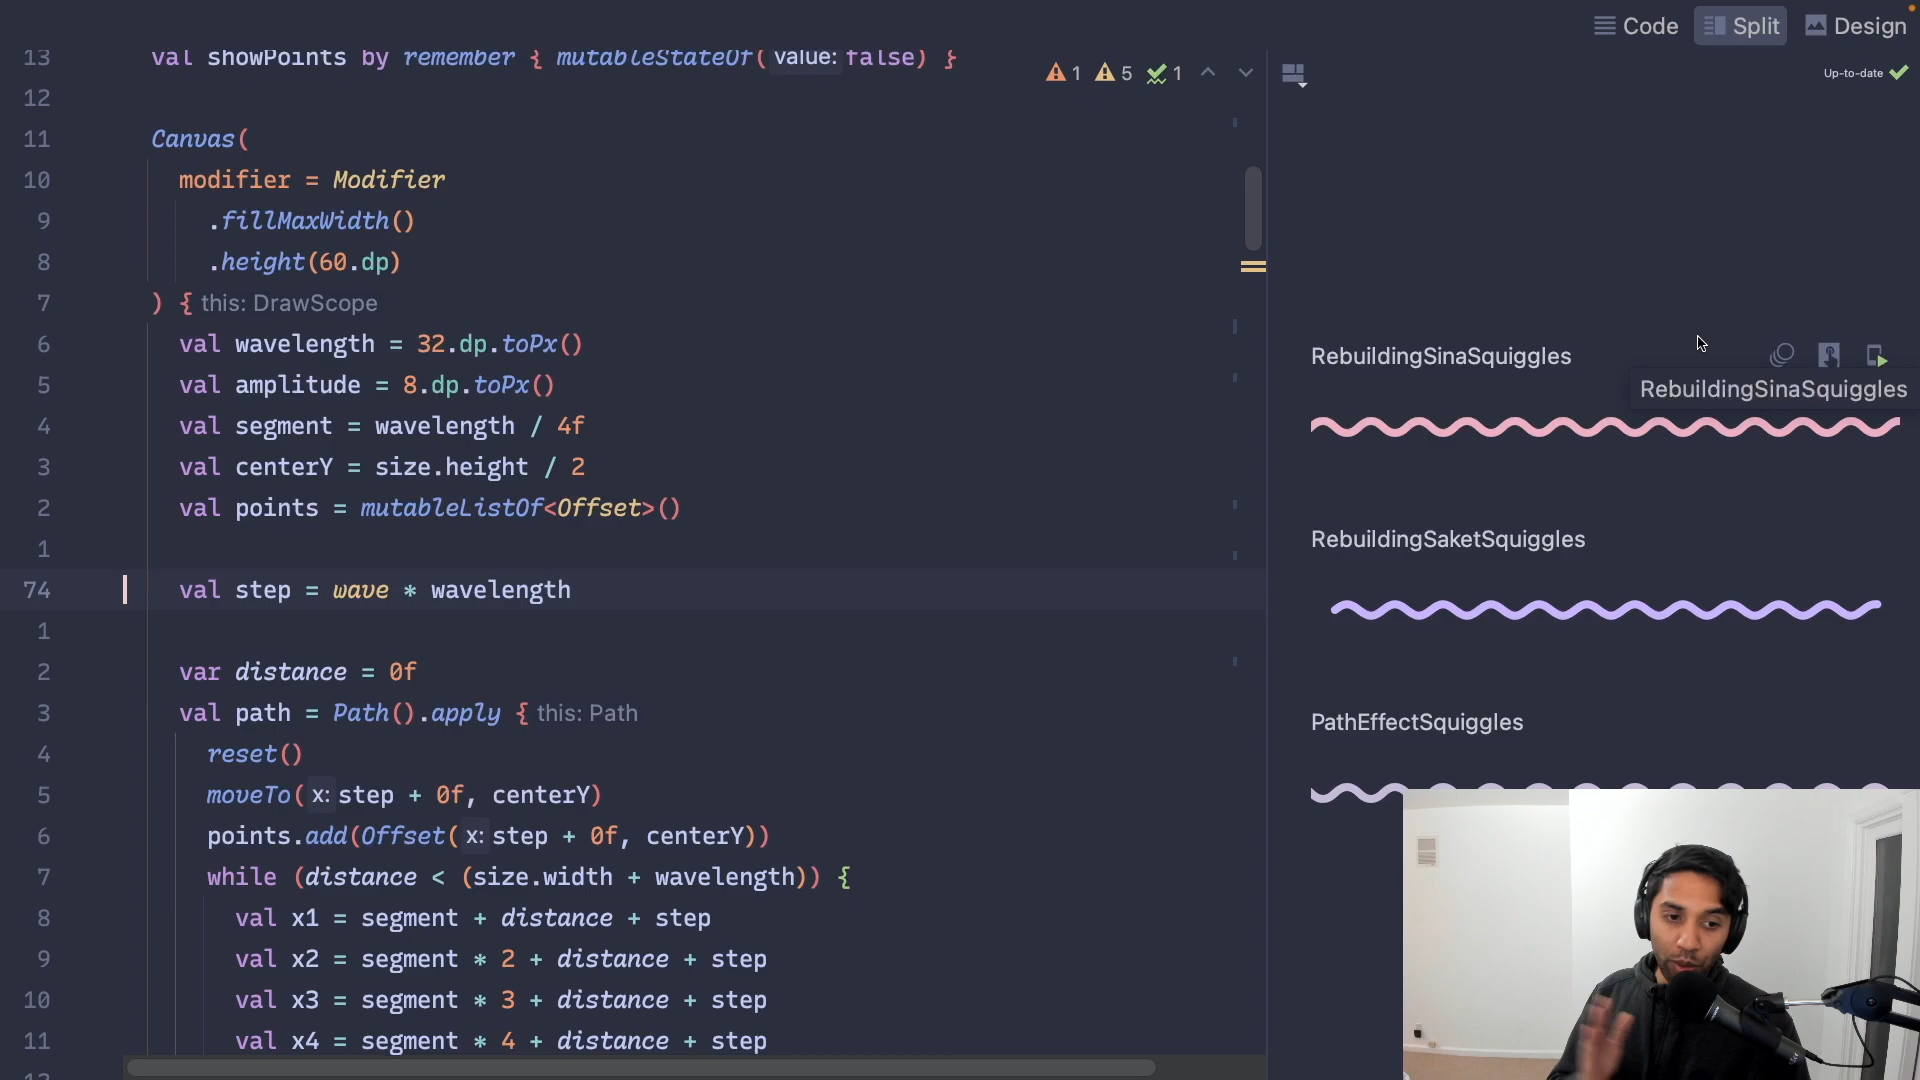 Code Split Design
13 val showPoints by remember { mutableStateOf( value: false) }
1 5 1
Up-to-date
12
11 Canvas(
10 modifier = Modifier
9 .fillMaxWidth()
8 .height(60.dp)
7 ) { this: DrawScope
6 val wavelength = 32.dp.toPx()
5 val amplitude = 8.dp.toPx()
4 val segment = wavelength / 4f
3 val centerY = size.height / 2
2 val points = mutableListOf<Offset>()
1
74 val step = wave * wavelength
1
2 var distance = 0f
3 val path = Path().apply { this: Path
4 reset()
5 moveTo( x: step + 0f, centerY)
6 points.add(Offset( x: step + 0f, centerY))
7 while (distance < (size.width + wavelength)) {
8 val x1 = segment + distance + step
9 val x2 = segment * 2 + distance + step
10 val x3 = segment * 3 + distance + step
11 val x4 = segment * 4 + distance + step
RebuildingSinaSquiggles
RebuildingSinaSquiggles
RebuildingSaketSquiggles
PathEffectSquiggles